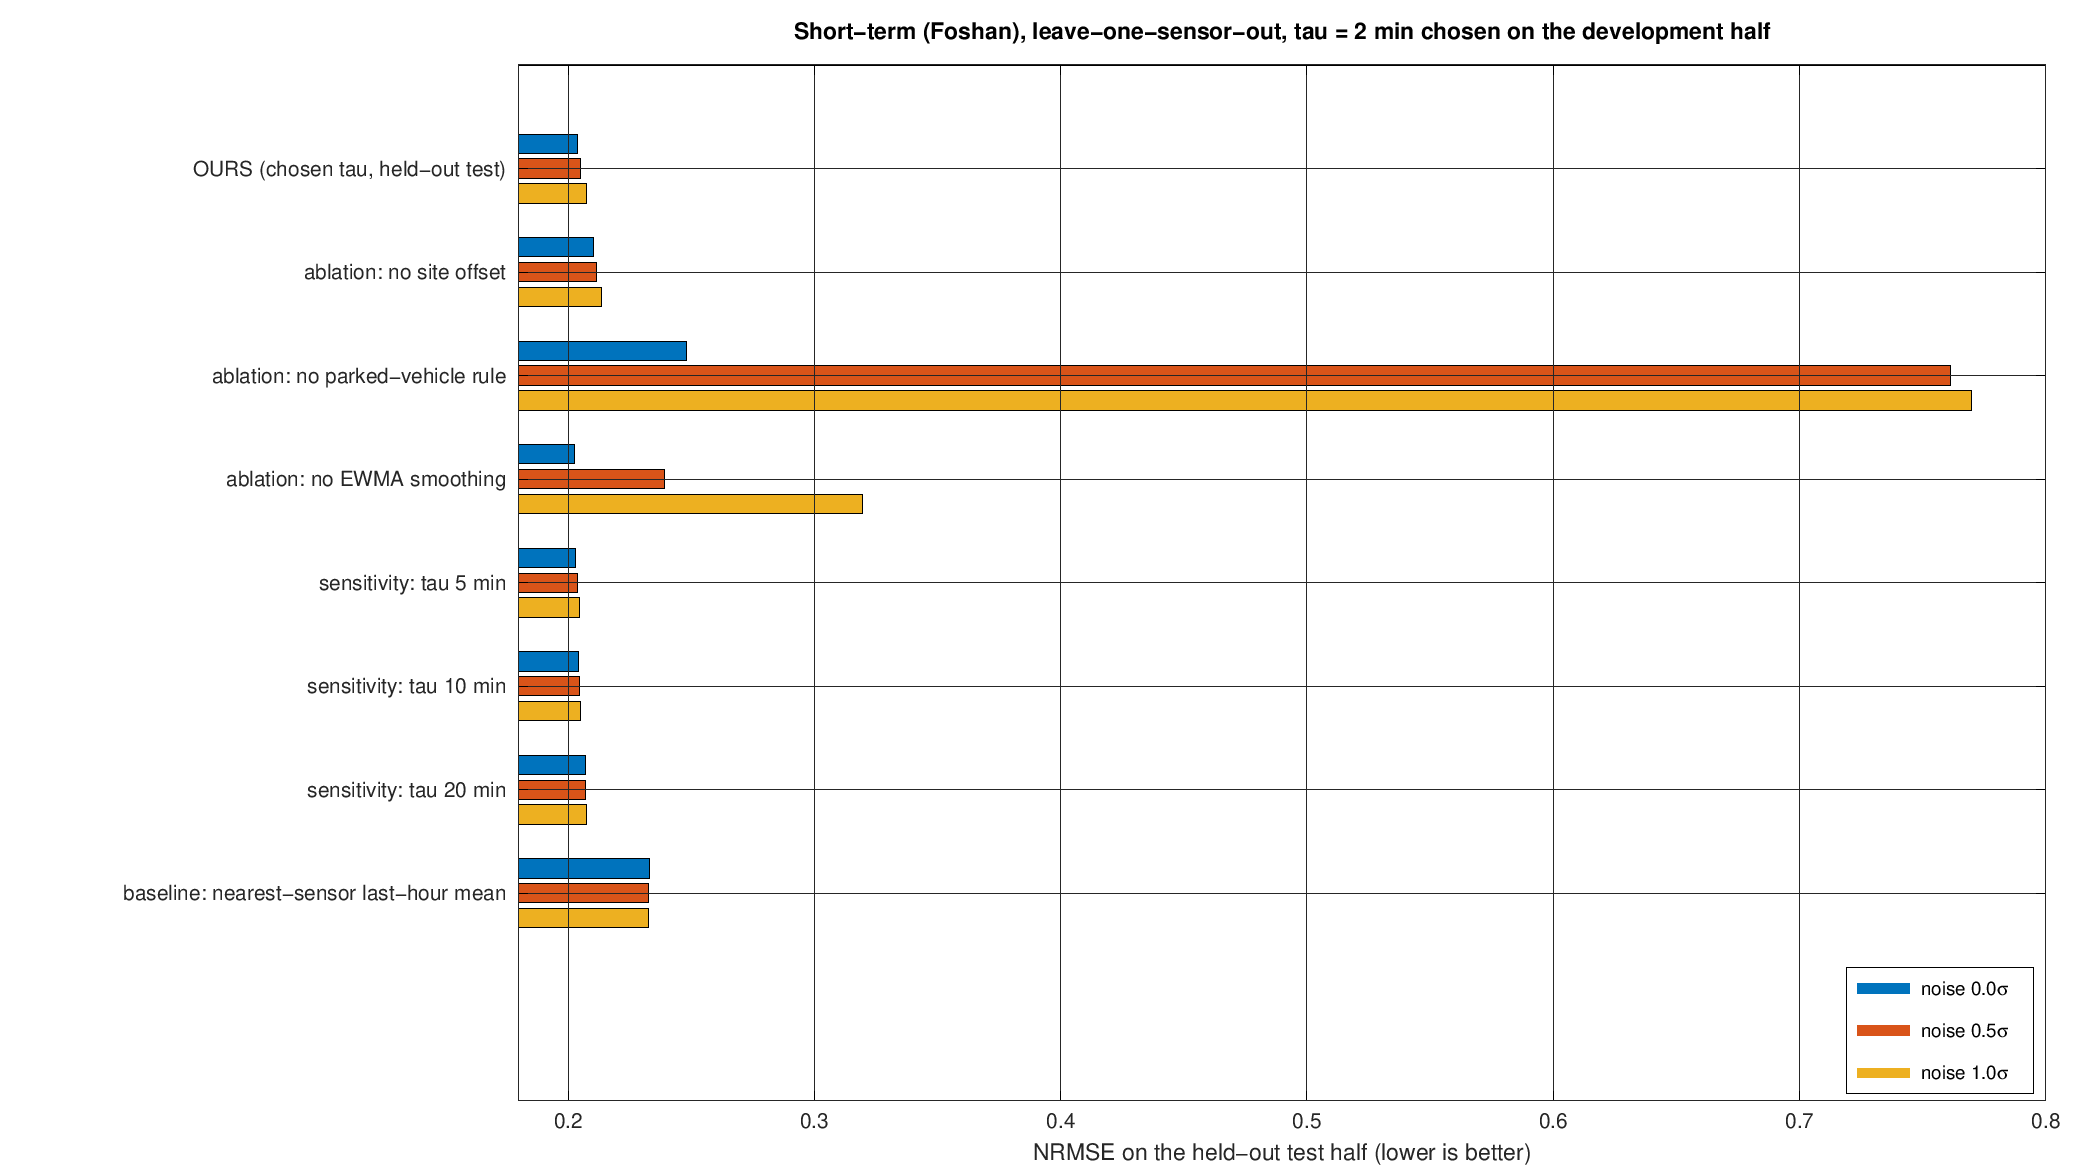 Short−term (Foshan), leave−one−sensor−out, tau = 2 min chosen on the development half
OURS (chosen tau, held−out test)
ablation: no site offset
ablation: no parked−vehicle rule
ablation: no EWMA smoothing
sensitivity: tau 5 min
sensitivity: tau 10 min
sensitivity: tau 20 min
baseline: nearest−sensor last−hour mean
noise 0.0σ
noise 0.5σ
noise 1.0σ
0.2 0.3 0.4 0.5 0.6 0.7 0.8
NRMSE on the held−out test half (lower is better)